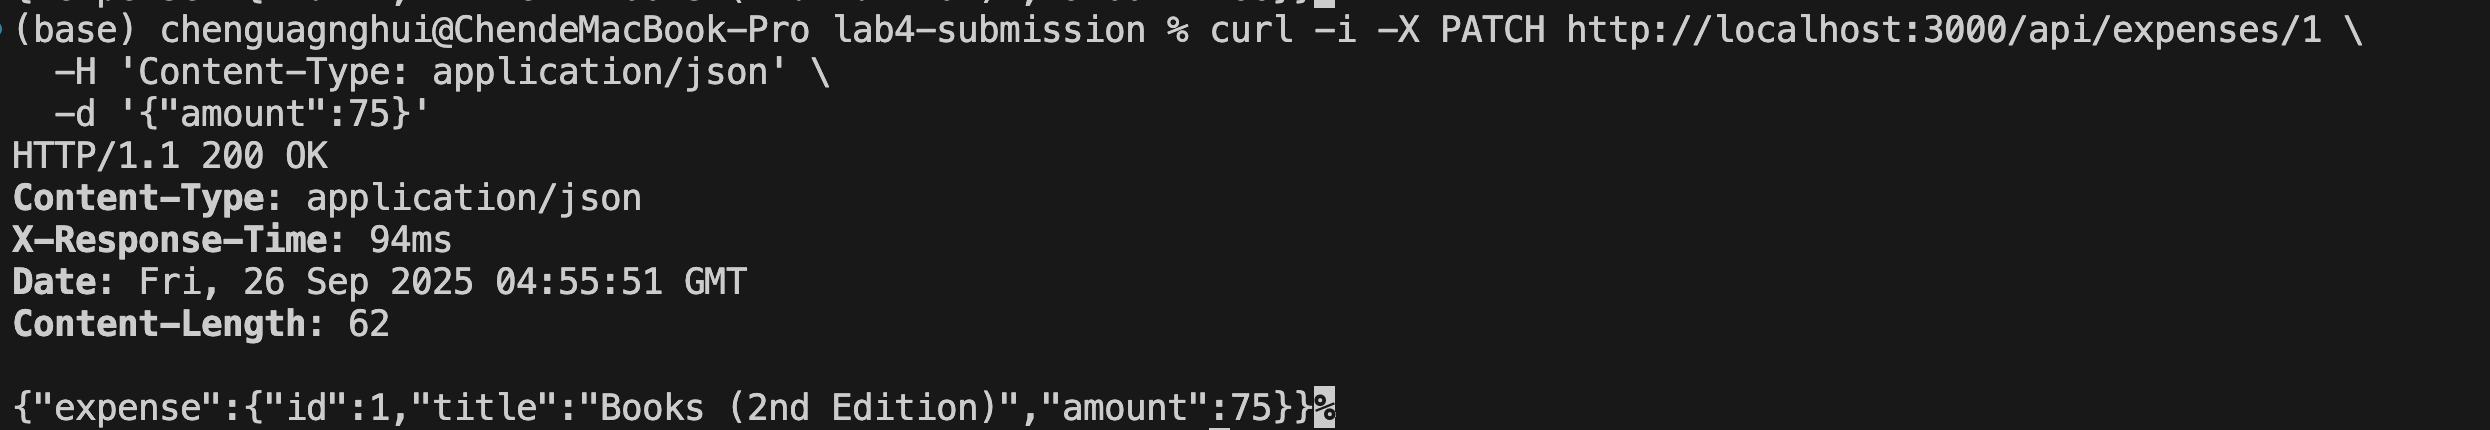 (base) chenguagnghui@ChendeMacBook-Pro lab4-submission % curl -i -X PATCH http://localhost:3000/api/expenses/1 \
  -H 'Content-Type: application/json' \
  -d '{"amount":75}'
HTTP/1.1 200 OK
Content-Type: application/json
X-Response-Time: 94ms
Date: Fri, 26 Sep 2025 04:55:51 GMT
Content-Length: 62

{"expense":{"id":1,"title":"Books (2nd Edition)","amount":75}}%